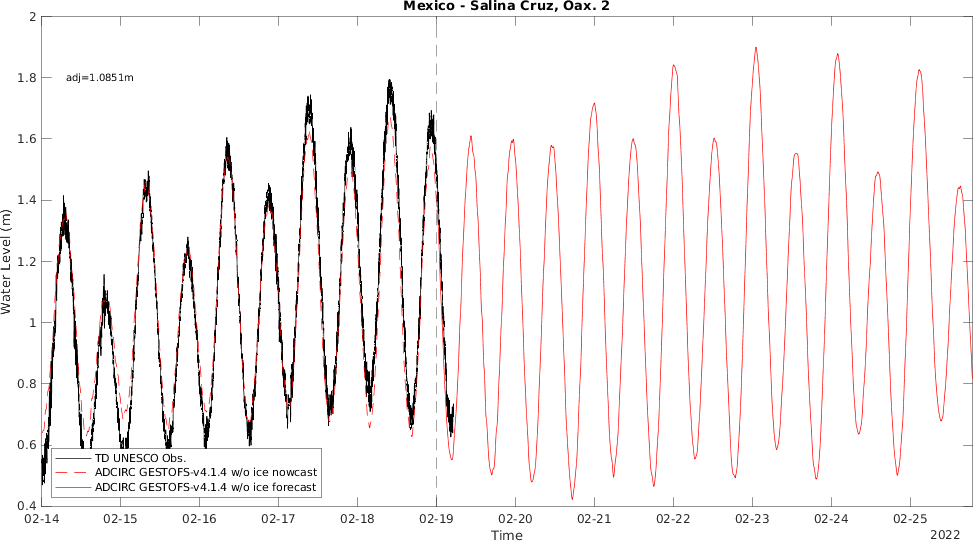 Mexico - Salina Cruz, Oax. 2
2
1.8
1.6
1.4
1.2
1
0.8
0.6
0.4
Water Level (m)
adj=1.0851m
TD UNESCO Obs.
ADCIRC GESTOFS-v4.1.4 w/o ice nowcast
ADCIRC GESTOFS-v4.1.4 w/o ice forecast
02-14 02-15 02-16 02-17 02-18 02-19 02-20 02-21 02-22 02-23 02-24 02-25
Time
2022